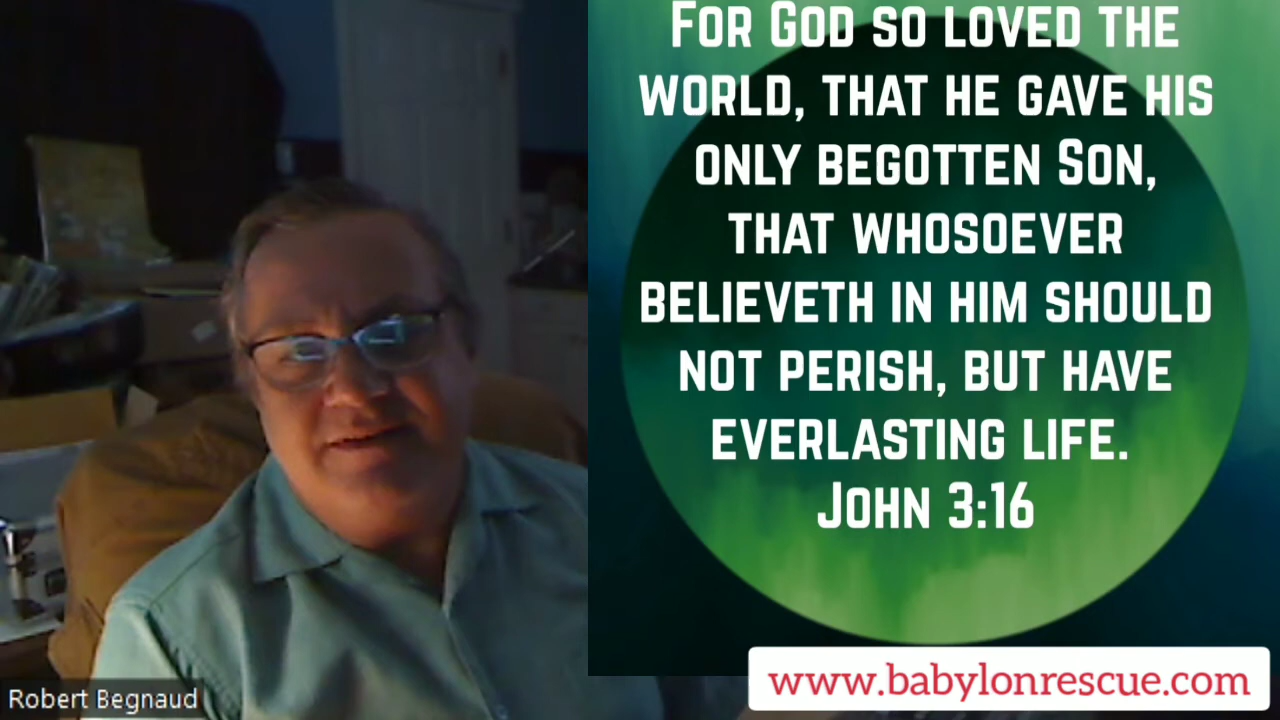 For God so loved the
world, that he gave his
only begotten Son,
that whosoever
believeth in him should
not perish, but have
everlasting life.
John 3:16
www.babylonrescue.com
Robert Begnaud